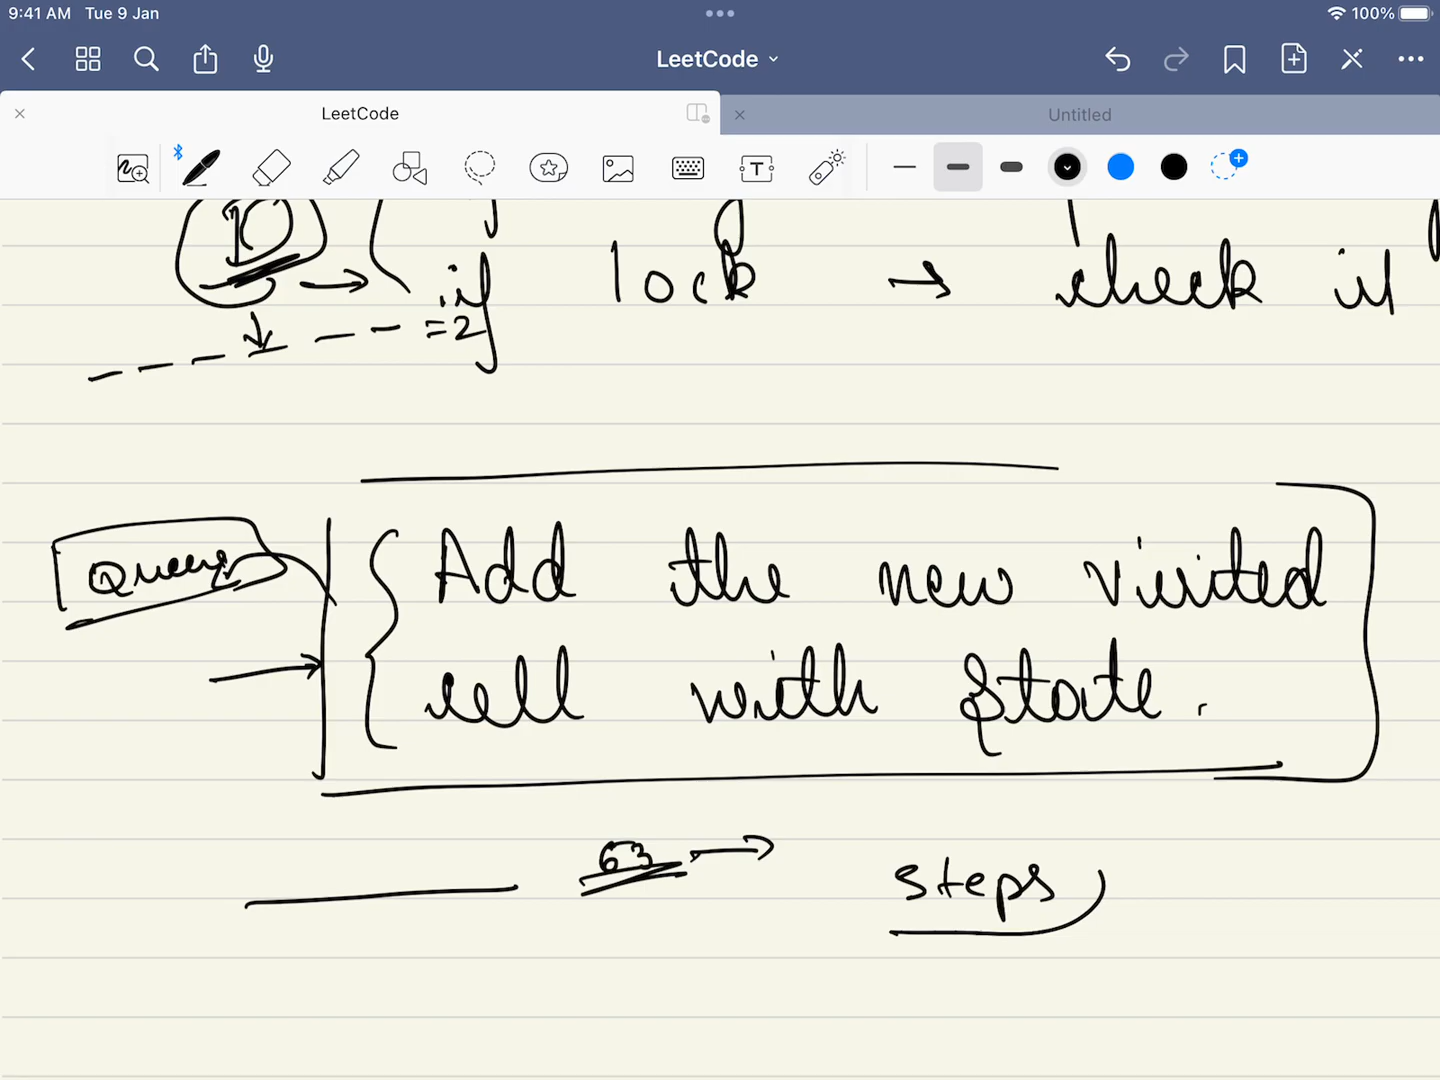 9:41 AM Tue 9 Jan
100%
LeetCode
LeetCode
Untitled
T
if lock → check if
=2
Queue
Add the new visited
cell with state.
63 → steps